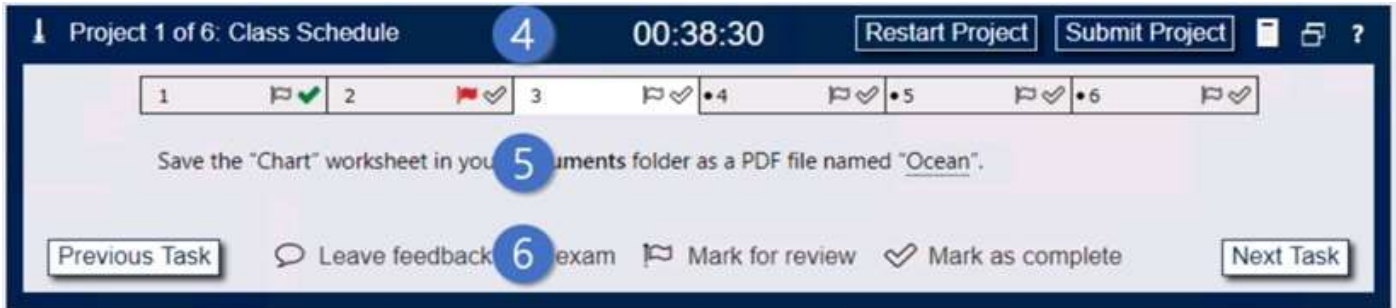 Project 1 of 6: Class Schedule 4 00:38:30 Restart Project Submit Project ?
1 2 3 •4 •5 •6
Save the "Chart" worksheet in you 5 uments folder as a PDF file named "Ocean".
Previous Task Leave feedback 6 exam Mark for review Mark as complete Next Task